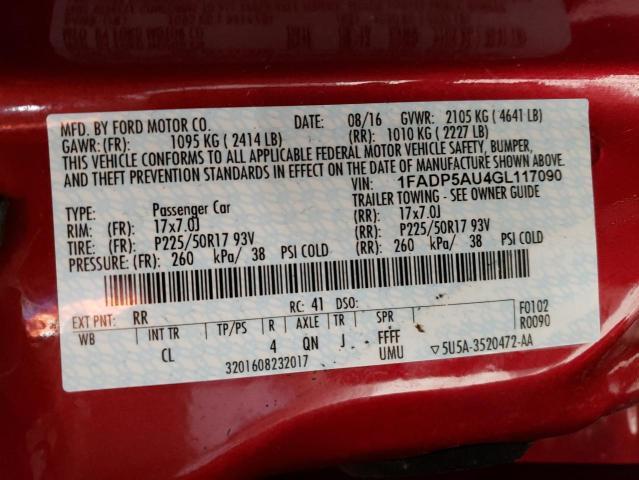 MFD. BY FORD MOTOR CO. DATE: 08/16 GVWR: 2105 KG ( 4641 LB)
GAWR: (FR): 1095 KG ( 2414 LB) (RR): 1010 KG ( 2227 LB)
THIS VEHICLE CONFORMS TO ALL APPLICABLE FEDERAL MOTOR VEHICLE SAFETY, BUMPER,
AND THEFT PREVENTION STANDARDS IN EFFECT ON THE DATE OF MANUFACTURE SHOWN ABOVE.
VIN: 1FADP5AU4GL117090
TYPE: Passenger Car TRAILER TOWING - SEE OWNER GUIDE
RIM: (FR): 17x7.0J (RR): 17x7.0J
TIRE: (FR): P225/50R17 93V (RR): P225/50R17 93V
PRESSURE: (FR): 260 kPa/ 38 PSI COLD (RR): 260 kPa/ 38 PSI COLD
EXT PNT: RR RC: 41 DSO: F0102
WB INT TR TP/PS R AXLE TR SPR R0090
CL 4 QN J FFFF
UMU ▽5U5A-3520472-AA
3201608232017